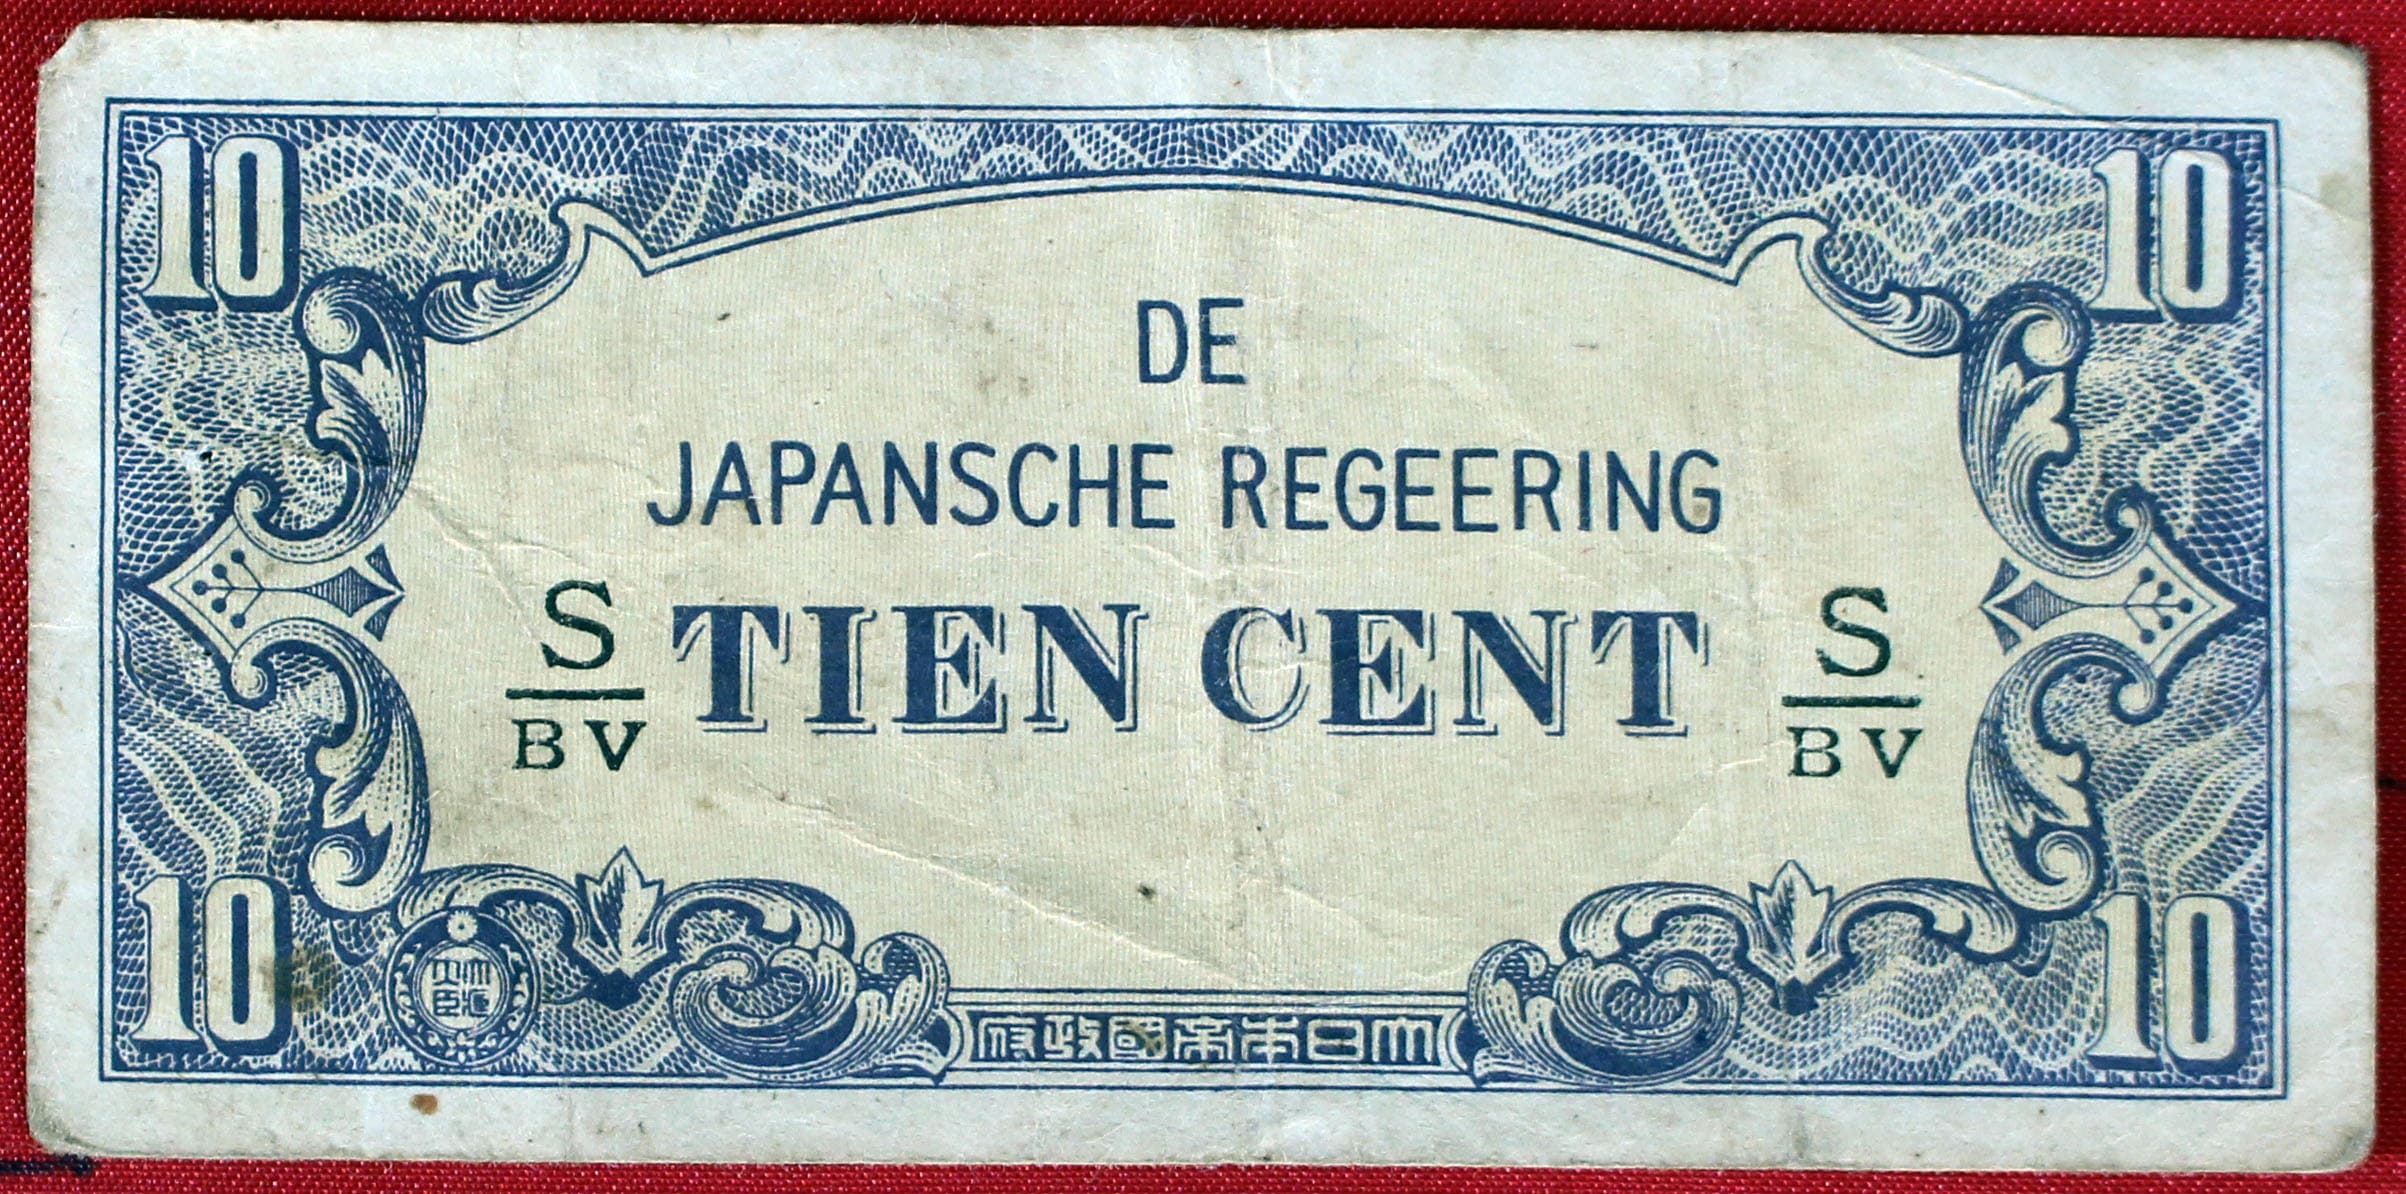 10 10
DE
JAPANSCHE REGEERING
S TIEN CENT S
BV BV
10 10
府政國帝本日大